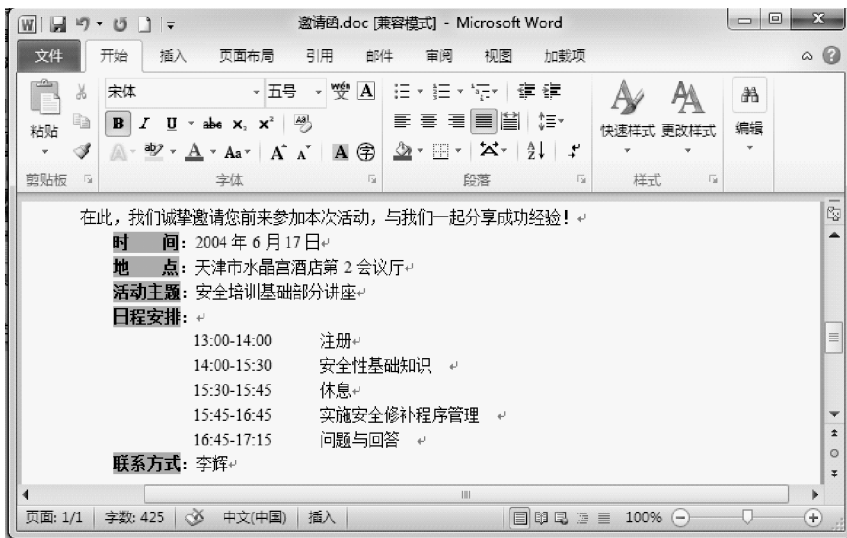 邀请函.doc [兼容模式] - Microsoft Word
文件 开始 插入 页面布局 引用 邮件 审阅 视图 加载项
宋体 五号 wén 文 A
粘贴 B I U abc x₂ x² 快速样式 更改样式 编辑
A ab A Aa A A A 字
剪贴板 字体 段落 样式
在此，我们诚挚邀请您前来参加本次活动，与我们一起分享成功经验！
时 间：2004 年 6 月 17 日
地 点：天津市水晶宫酒店第 2 会议厅
活动主题：安全培训基础部分讲座
日程安排：
13:00-14:00 注册
14:00-15:30 安全性基础知识
15:30-15:45 休息
15:45-16:45 实施安全修补程序管理
16:45-17:15 问题与回答
联系方式：李辉
页面: 1/1 字数: 425 中文(中国) 插入 100%